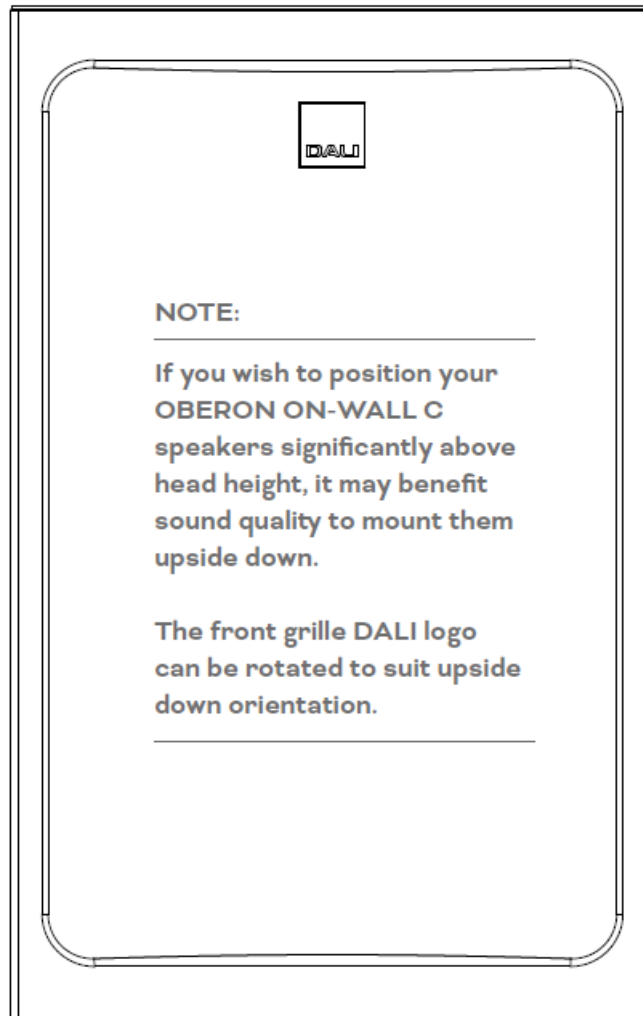 DALI
NOTE:
If you wish to position your
OBERON ON-WALL C
speakers significantly above
head height, it may benefit
sound quality to mount them
upside down.
The front grille DALI logo
can be rotated to suit upside
down orientation.